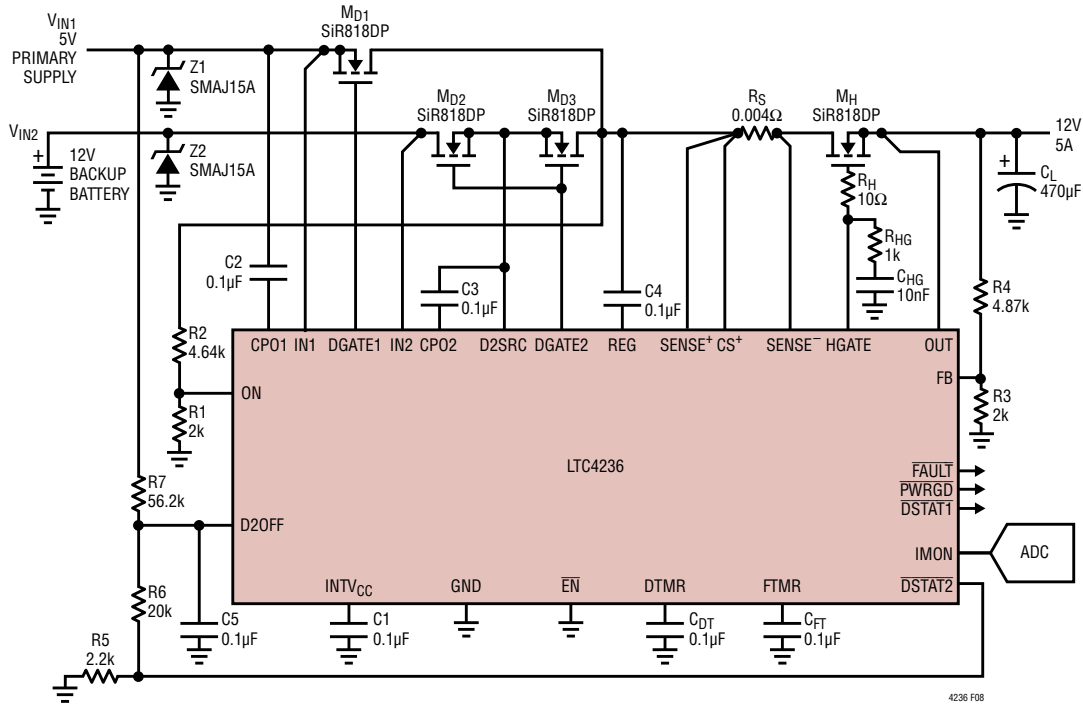 VIN1
5V
PRIMARY
SUPPLY
Z1
SMAJ15A
MD1
SiR818DP
VIN2
12V
BACKUP
BATTERY
Z2
SMAJ15A
MD2
SiR818DP
MD3
SiR818DP
RS
0.004Ω
MH
SiR818DP
12V
5A
CL
470µF
RH
10Ω
RHG
1k
CHG
10nF
C2
0.1µF
C3
0.1µF
C4
0.1µF
R4
4.87k
R2
4.64k
CPO1 IN1 DGATE1 IN2 CPO2 D2SRC DGATE2 REG SENSE+ CS+ SENSE− HGATE OUT
FB
R3
2k
ON
R1
2k
LTC4236
FAULT
PWRGD
DSTAT1
R7
56.2k
D2OFF
IMON
ADC
DSTAT2
R6
20k
INTVCC GND EN DTMR FTMR
C5
0.1µF
C1
0.1µF
CDT
0.1µF
CFT
0.1µF
R5
2.2k
4236 F08